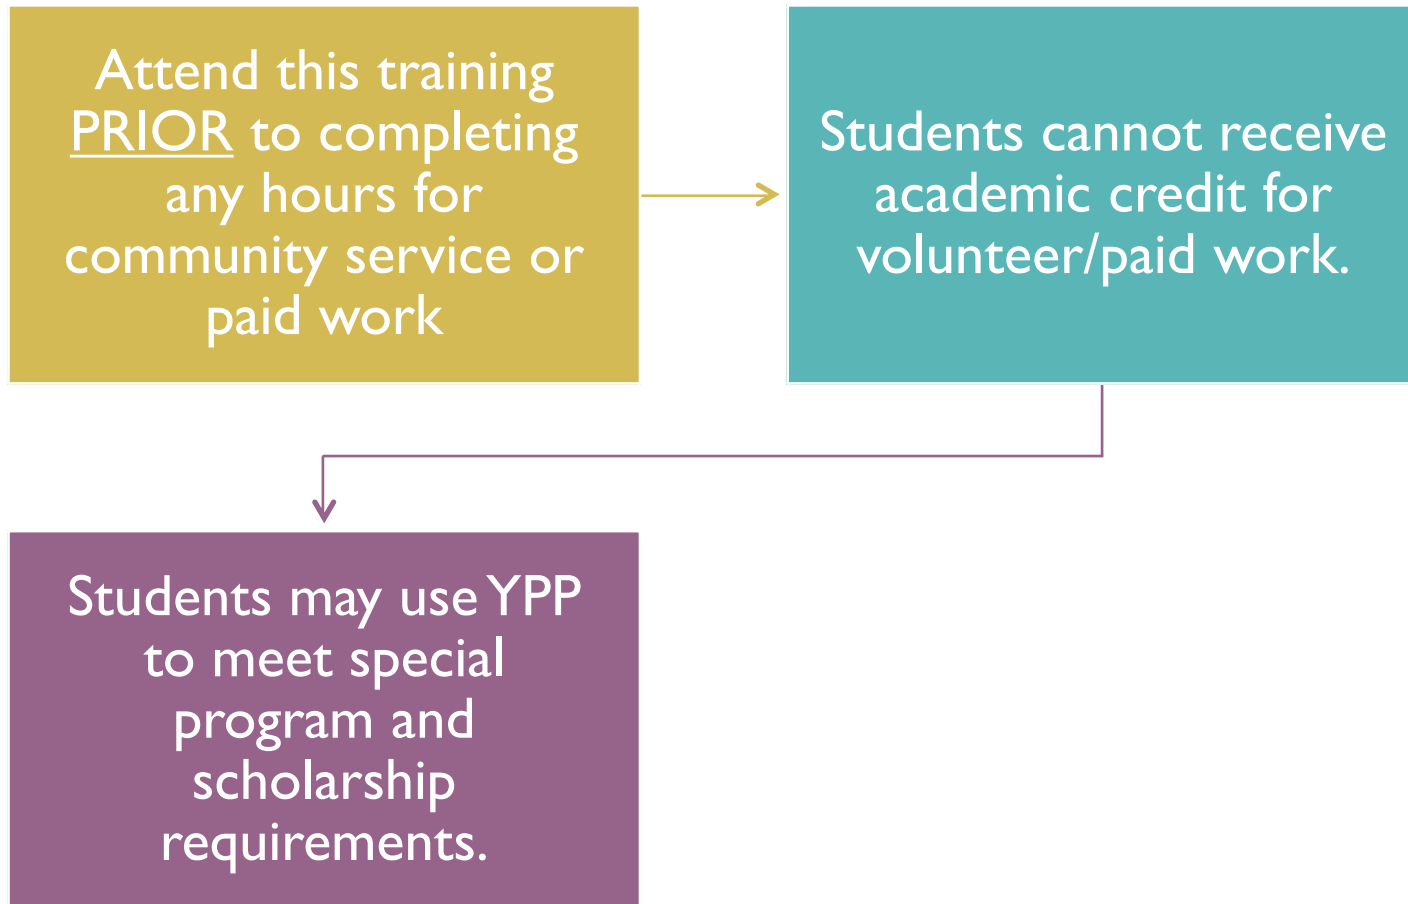 Attend this training
PRIOR to completing
any hours for
community service or
paid work
Students cannot receive
academic credit for
volunteer/paid work.
Students may use YPP
to meet special
program and
scholarship
requirements.